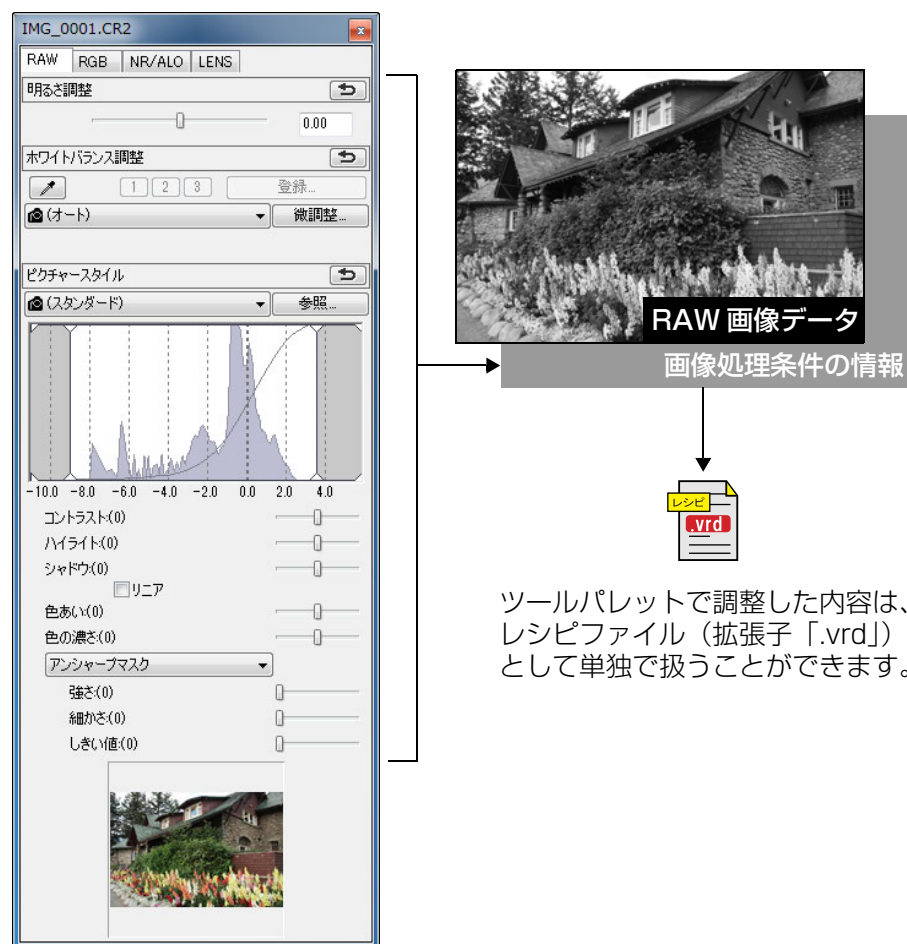 IMG_0001.CR2
RAW RGB NR/ALO LENS
明るさ調整
0.00
ホワイトバランス調整
1 2 3 登録...
(オート) 微調整...
ピクチャースタイル
(スタンダード) 参照...
-10.0 -8.0 -6.0 -4.0 -2.0 0.0 2.0 4.0
コントラスト:(0)
ハイライト:(0)
シャドウ:(0)
リニア
色あい:(0)
色の濃さ:(0)
アンシャープマスク
強さ:(0)
細かさ:(0)
しきい値:(0)
RAW 画像データ
画像処理条件の情報
レシピ
.vrd
ツールパレットで調整した内容は、
レシピファイル（拡張子「.vrd」）
として単独で扱うことができます。